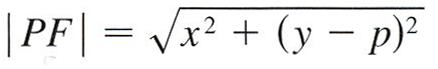 |PF| = √x² + (y − p)²